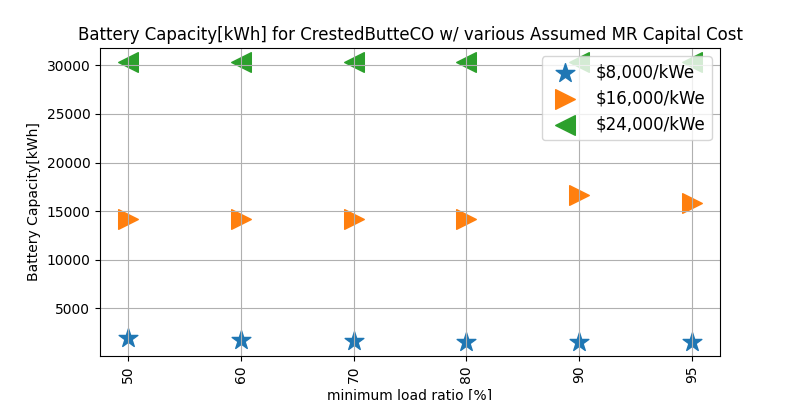 Battery Capacity[kWh] for CrestedButteCO w/ various Assumed MR Capital Cost
Battery Capacity[kWh]
30000
25000
20000
15000
10000
5000
$8,000/kWe
$16,000/kWe
$24,000/kWe
50
60
70
80
90
95
minimum load ratio [%]